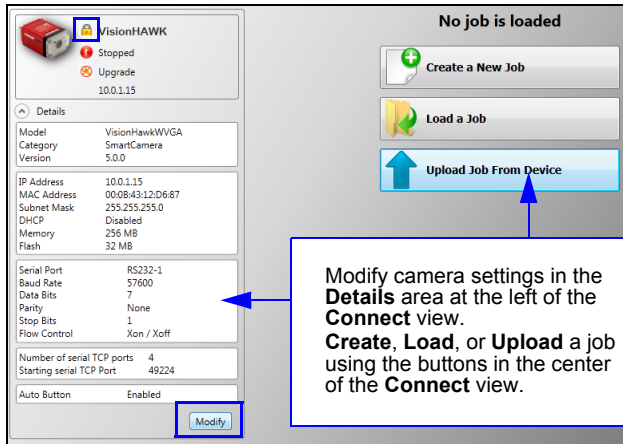 VisionHAWK
Stopped
Upgrade
10.0.1.15
Details
Model VisionHawkWVGA
Category SmartCamera
Version 5.0.0
IP Address 10.0.1.15
MAC Address 00:0B:43:12:D6:87
Subnet Mask 255.255.255.0
DHCP Disabled
Memory 256 MB
Flash 32 MB
Serial Port RS232-1
Baud Rate 57600
Data Bits 7
Parity None
Stop Bits 1
Flow Control Xon / Xoff
Number of serial TCP ports 4
Starting serial TCP Port 49224
Auto Button Enabled
Modify
No job is loaded
Create a New Job
Load a Job
Upload Job From Device
Modify camera settings in the
Details area at the left of the
Connect view.
Create, Load, or Upload a job
using the buttons in the center
of the Connect view.